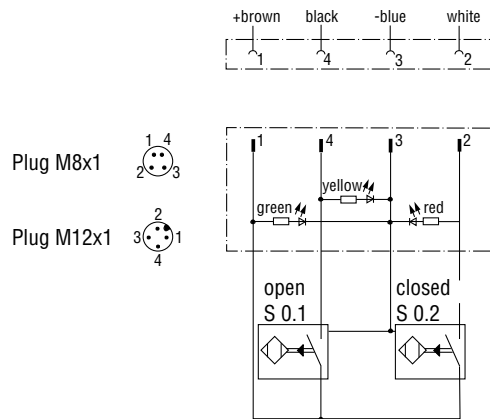 +brown black -blue white
1 4 3 2
1 4 3 2
Plug M8x1
1 4
2 3
yellow
green red
Plug M12x1
2
3 1
4
open closed
S 0.1 S 0.2